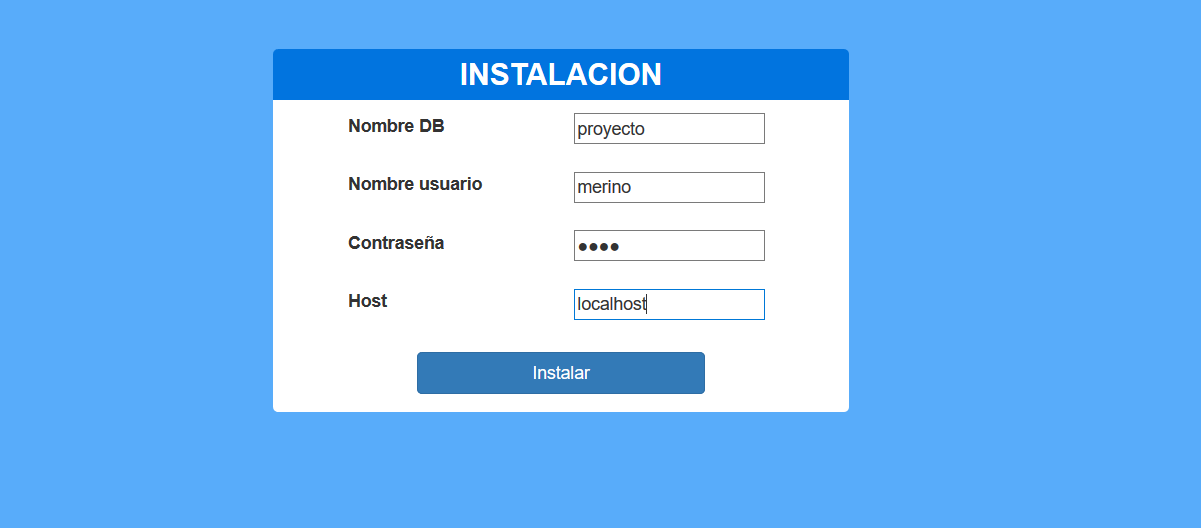 INSTALACION
Nombre DB proyecto
Nombre usuario merino
Contraseña ●●●●
Host localhost
Instalar